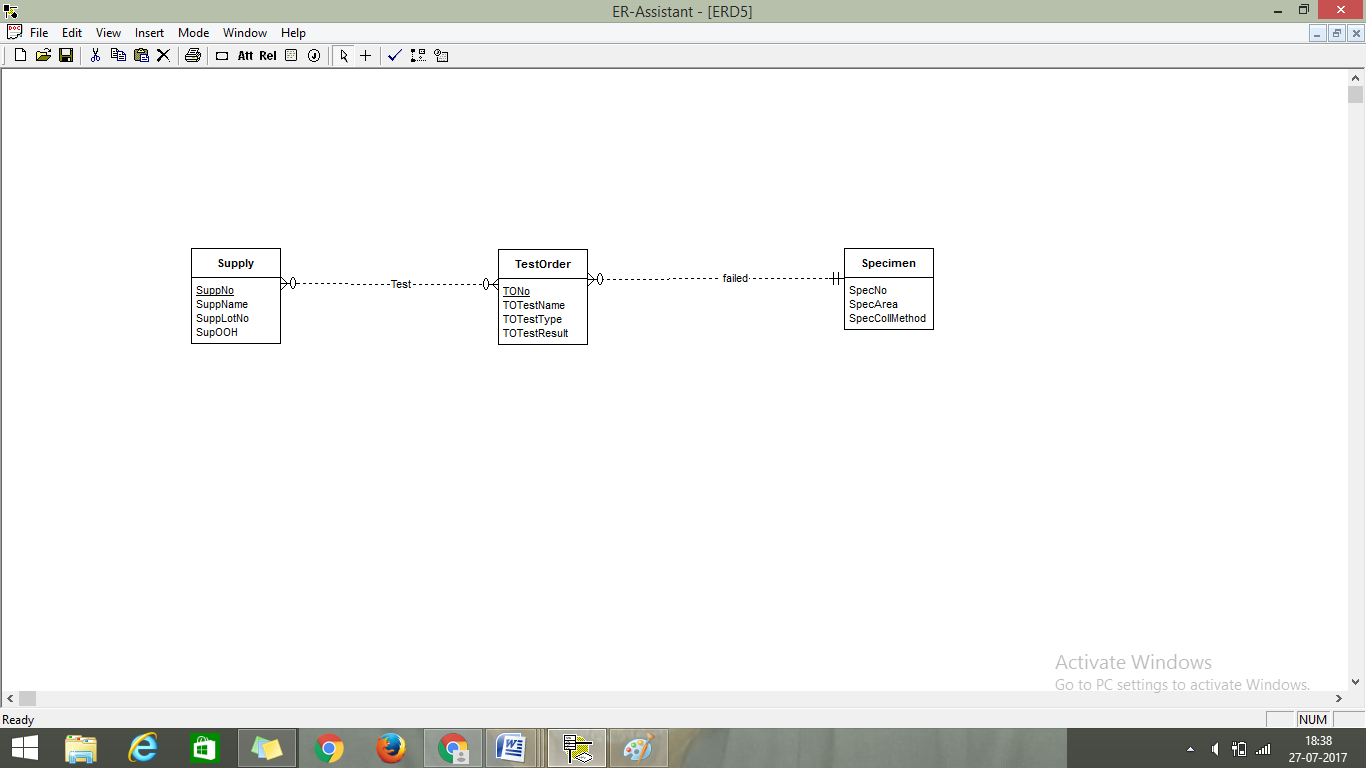 ER-Assistant - [ERD5]
DOC File Edit View Insert Mode Window Help
Att Rel J
Supply
SuppNo
SuppName
SuppLotNo
SupOOH
Test
TestOrder
TONo
TOTestName
TOTestType
TOTestResult
failed
Specimen
SpecNo
SpecArea
SpecCollMethod
Activate Windows
Go to PC settings to activate Windows.
Ready NUM
18:38
27-07-2017